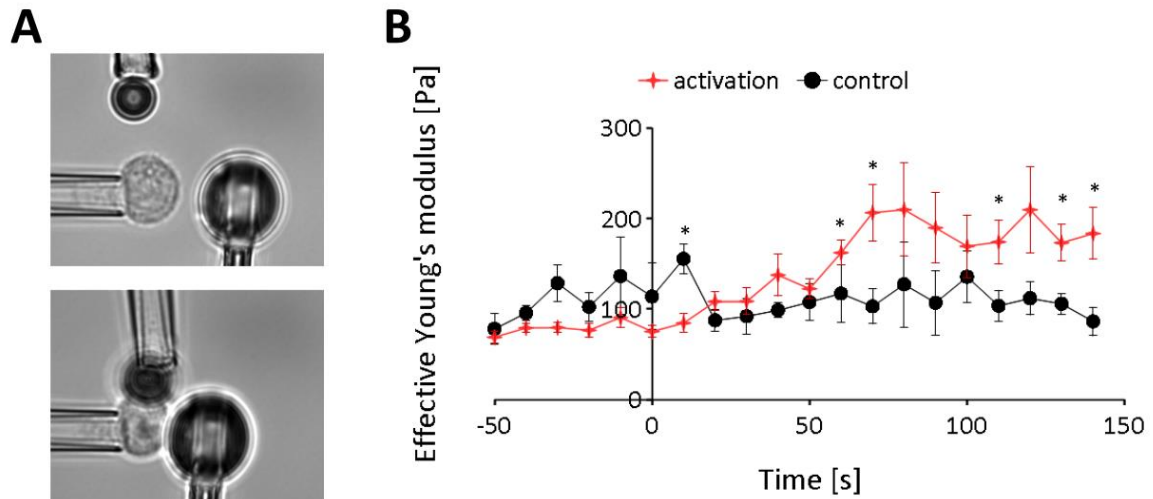 A
B
Effective Young's modulus [Pa]
activation control
300
200
100
0
* * * * * *
-50 0 50 100 150
Time [s]